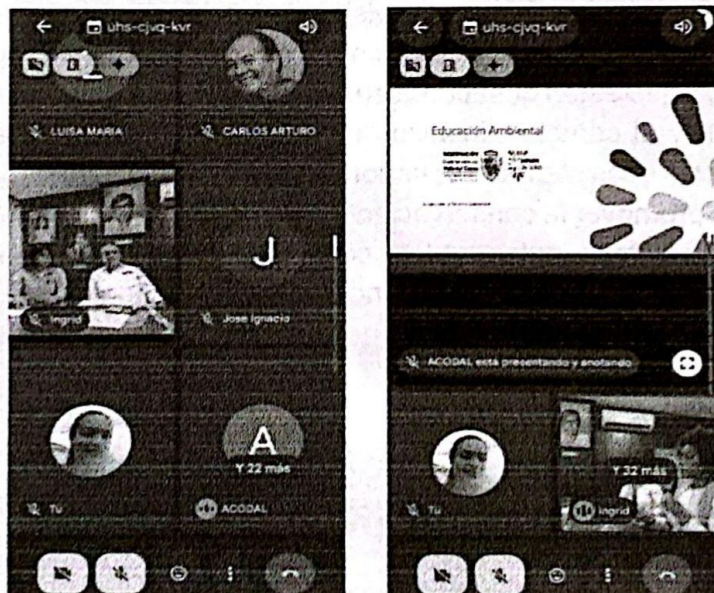 uhs-cjvq-kvr
LUISA MARIA
CARLOS ARTURO
Ingrid
J
Jose Ignacio
A
Y 22 más
Tú
ACODAL
uhs-cjvq-kvr
Educación Ambiental
ACODAL está presentando y anotando
Y 32 más
Tú
Ingrid